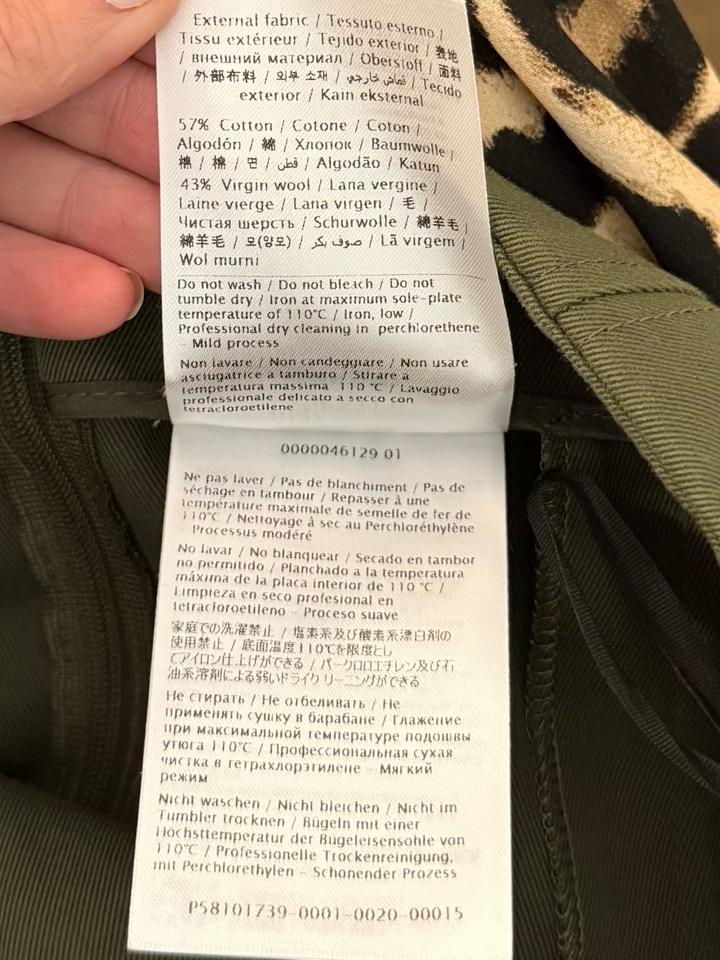 External fabric / Tessuto esterno /
Tissu extérieur / Tejido exterior / 表地
/ внешний материал / Oberstoff / 面料
/ 外部布料 / 외부 소재 / قماش خارجي / Tecido
exterior / Kain eksternal
57% Cotton / Cotone / Coton /
Algodón / 綿 / Хлопок / Baumwolle /
棉 / 棉 / 면 / قطن / Algodão / Katun
43% Virgin wool / Lana vergine /
Laine vierge / Lana virgen / 毛 /
Чистая шерсть / Schurwolle / 綿羊毛
綿羊毛 / 모(양모) / صوف بكر / Lã virgem /
Wol murni
Do not wash / Do not bleach / Do not
tumble dry / Iron at maximum sole-plate
temperature of 110°C / Iron, low /
Professional dry cleaning in perchlorethene
- Mild process
Non lavare / Non candeggiare / Non usare
asciugatrice a tamburo / Stirare a
temperatura massima 110 °C / Lavaggio
professionale delicato a secco con
tetracloroetilene
0000046129 01
Ne pas laver / Pas de blanchiment / Pas de
séchage en tambour / Repasser à une
température maximale de semelle de fer de
110°C / Nettoyage à sec au Perchloréthylène
- Processus modéré
No lavar / No blanquear / Secado en tambor
no permitido / Planchado a la temperatura
máxima de la placa interior de 110 °C /
Limpieza en seco profesional en
tetracloroetileno - Proceso suave
家庭での洗濯禁止 / 塩素系及び酸素系漂白剤の
使用禁止 / 底面温度110℃を限度とし
てアイロン仕上げができる / パークロロエチレン及び石
油系溶剤による弱いドライクリーニングができる
Не стирать / Не отбеливать / Не
применять сушку в барабане / Глажение
при максимальной температуре подошвы
утюга 110°C / Профессиональная сухая
чистка в тетрахлорэтилене - Мягкий
режим
Nicht waschen / Nicht bleichen / Nicht im
Tumbler trocknen / Bügeln mit einer
Höchsttemperatur der Bügeleisensohle von
110°C / Professionelle Trockenreinigung,
mit Perchlorethylen - Schonender Prozess
P58101739-0001-0020-00015